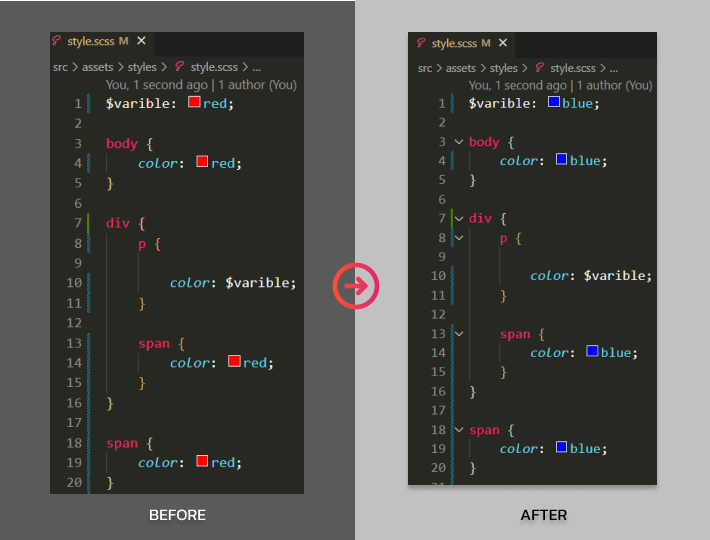 style.scss M ×
src > assets > styles > style.scss > ...
You, 1 second ago | 1 author (You)
1 $varible: red;
2
3 body {
4 color: red;
5 }
6
7 div {
8 p {
9
10 color: $varible;
11 }
12
13 span {
14 color: red;
15 }
16 }
17
18 span {
19 color: red;
20 }
BEFORE
style.scss M ×
src > assets > styles > style.scss > ...
You, 1 second ago | 1 author (You)
1 $varible: blue;
2
3 body {
4 color: blue;
5 }
6
7 div {
8 p {
9
10 color: $varible;
11 }
12
13 span {
14 color: blue;
15 }
16 }
17
18 span {
19 color: blue;
20 }
21
AFTER